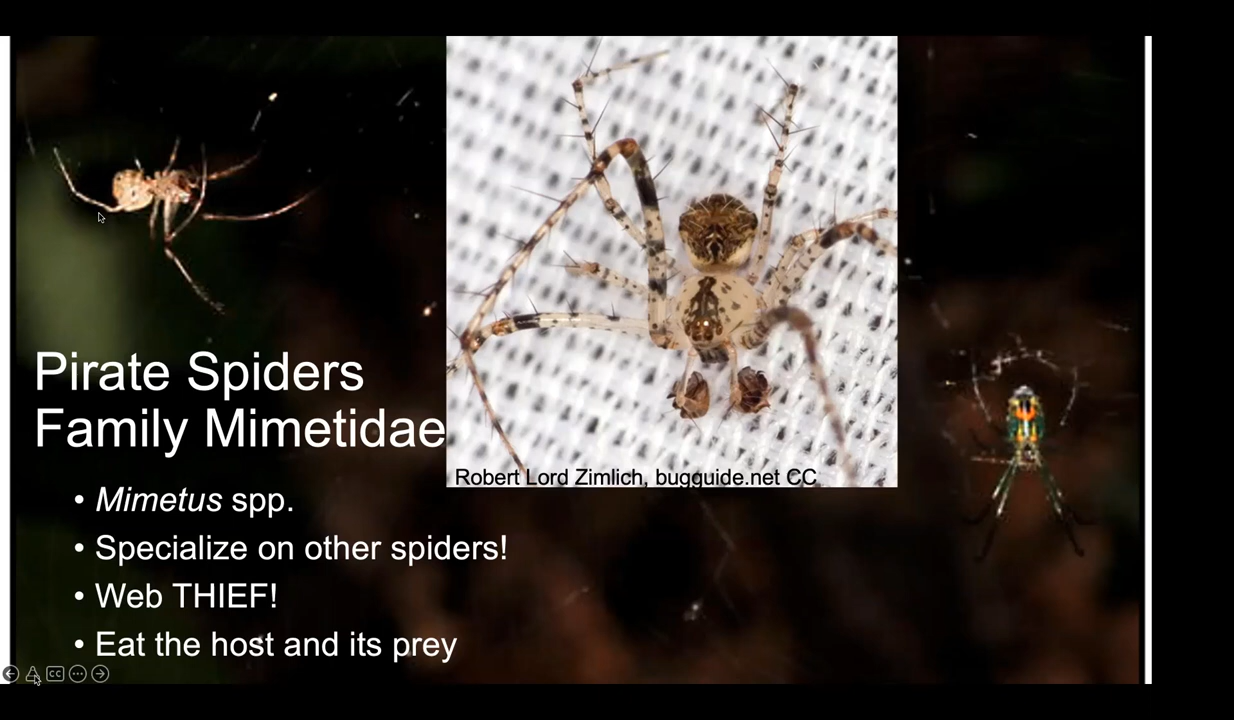 Robert Lord Zimlich, bugguide.net CC
Pirate Spiders
Family Mimetidae
• Mimetus spp.
• Specialize on other spiders!
• Web THIEF!
• Eat the host and its prey
CC